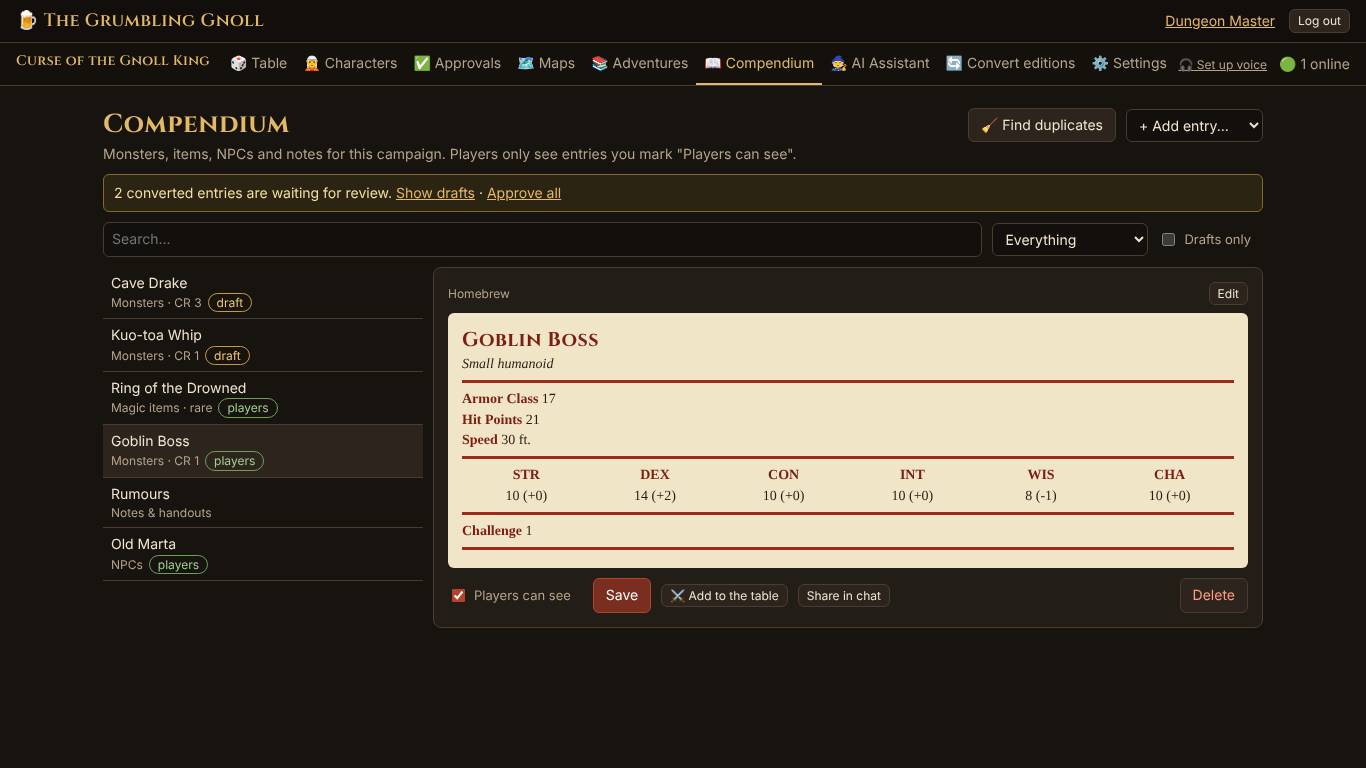 🍺 The Grumbling Gnoll
Dungeon Master
Log out
Curse of the Gnoll King
🎲 Table
🧝 Characters
✅ Approvals
🗺️ Maps
📚 Adventures
📖 Compendium
🧙 AI Assistant
🔄 Convert editions
⚙️ Settings
🎧 Set up voice
🟢 1 online
Compendium
🧹 Find duplicates
+ Add entry...
Monsters, items, NPCs and notes for this campaign. Players only see entries you mark "Players can see".
2 converted entries are waiting for review. Show drafts · Approve all
Search...
Everything
Drafts only
Cave Drake
Monsters · CR 3 draft
Kuo-toa Whip
Monsters · CR 1 draft
Ring of the Drowned
Magic items · rare players
Goblin Boss
Monsters · CR 1 players
Rumours
Notes & handouts
Old Marta
NPCs players
Homebrew
Edit
Goblin Boss
Small humanoid
Armor Class 17
Hit Points 21
Speed 30 ft.
STR DEX CON INT WIS CHA
10 (+0) 14 (+2) 10 (+0) 10 (+0) 8 (-1) 10 (+0)
Challenge 1
Players can see
Save
⚔️ Add to the table
Share in chat
Delete